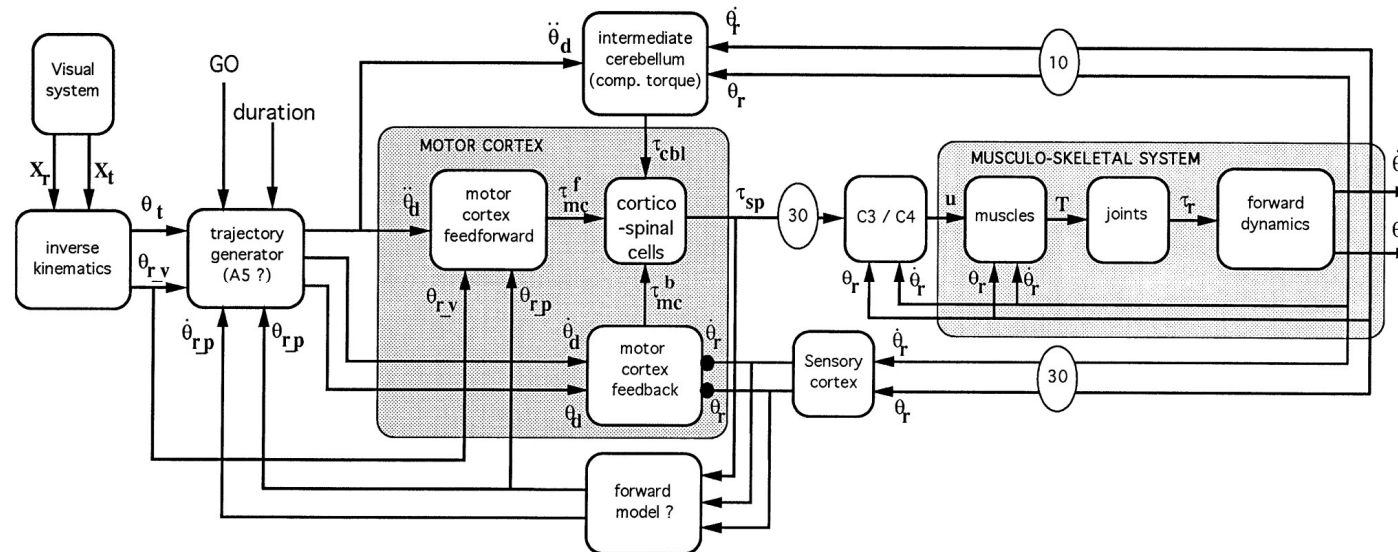 Visual
system
X_r
X_t
inverse
kinematics
GO
duration
θ_t
θ_r_v
trajectory
generator
(A5 ?)
θ̇_r_p
θ_r_p
θ̈_d
intermediate
cerebellum
(comp. torque)
θ̇_r
θ_r
10
τ_cbl
MOTOR CORTEX
θ̈_d
motor
cortex
feedforward
τ_mc^f
cortico
-spinal
cells
θ_r_v
θ_r_p
τ_mc^b
θ̇_d
θ_d
motor
cortex
feedback
θ̇_r
θ_r
τ_sp
30
C3 / C4
θ_r
θ̇_r
u
MUSCULO-SKELETAL SYSTEM
muscles
θ_r
θ̇_r
T
joints
τ_r
forward
dynamics
Sensory
cortex
θ̇_r
θ_r
30
forward
model ?